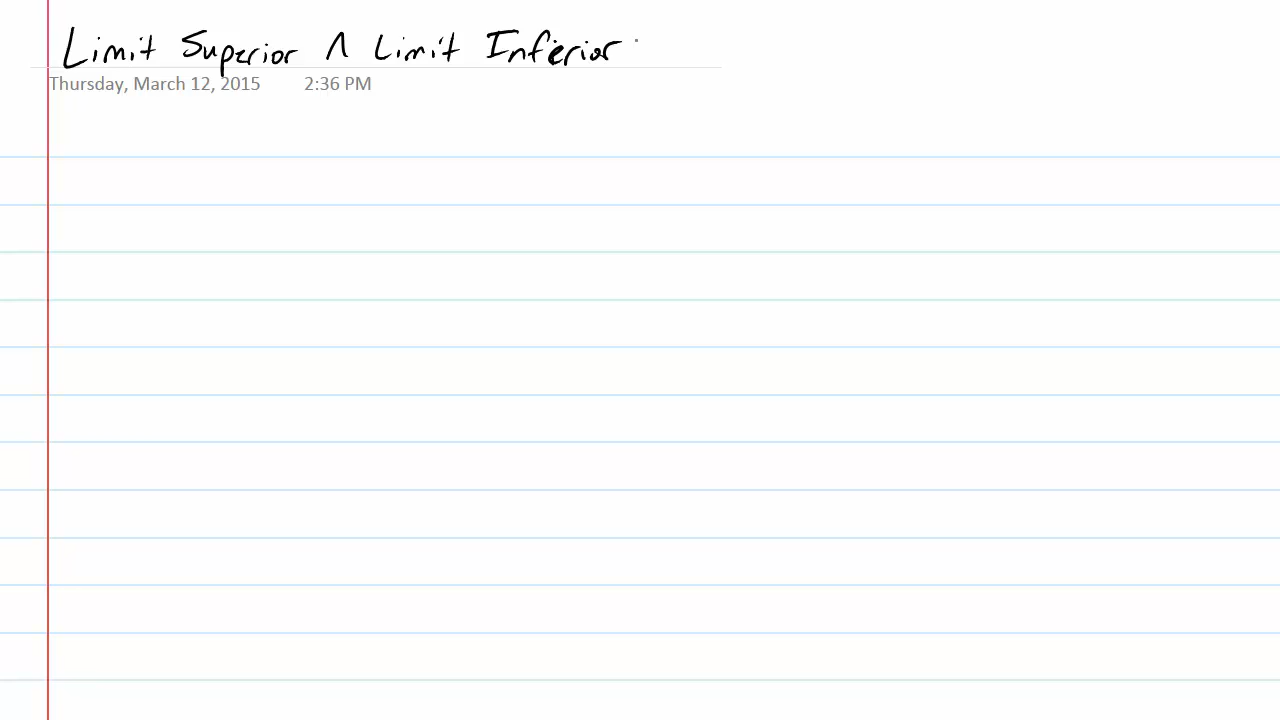 Limit Superior ∧ Limit Inferior
Thursday, March 12, 2015 2:36 PM